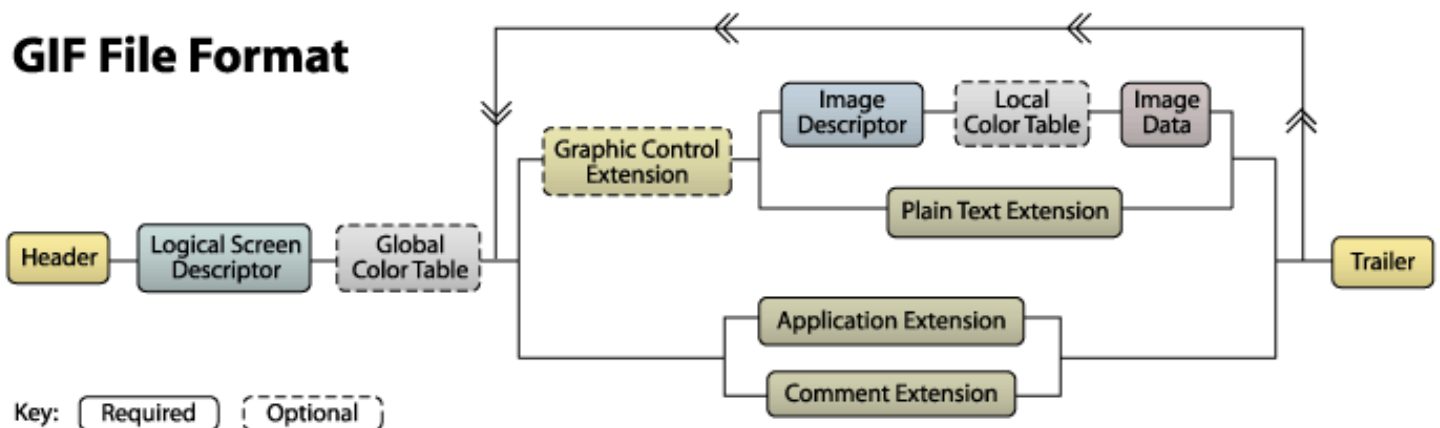 GIF File Format
Image
Descriptor
Local
Color Table
Image
Data
Graphic Control
Extension
Plain Text Extension
Header
Logical Screen
Descriptor
Global
Color Table
Trailer
Application Extension
Comment Extension
Key: Required Optional